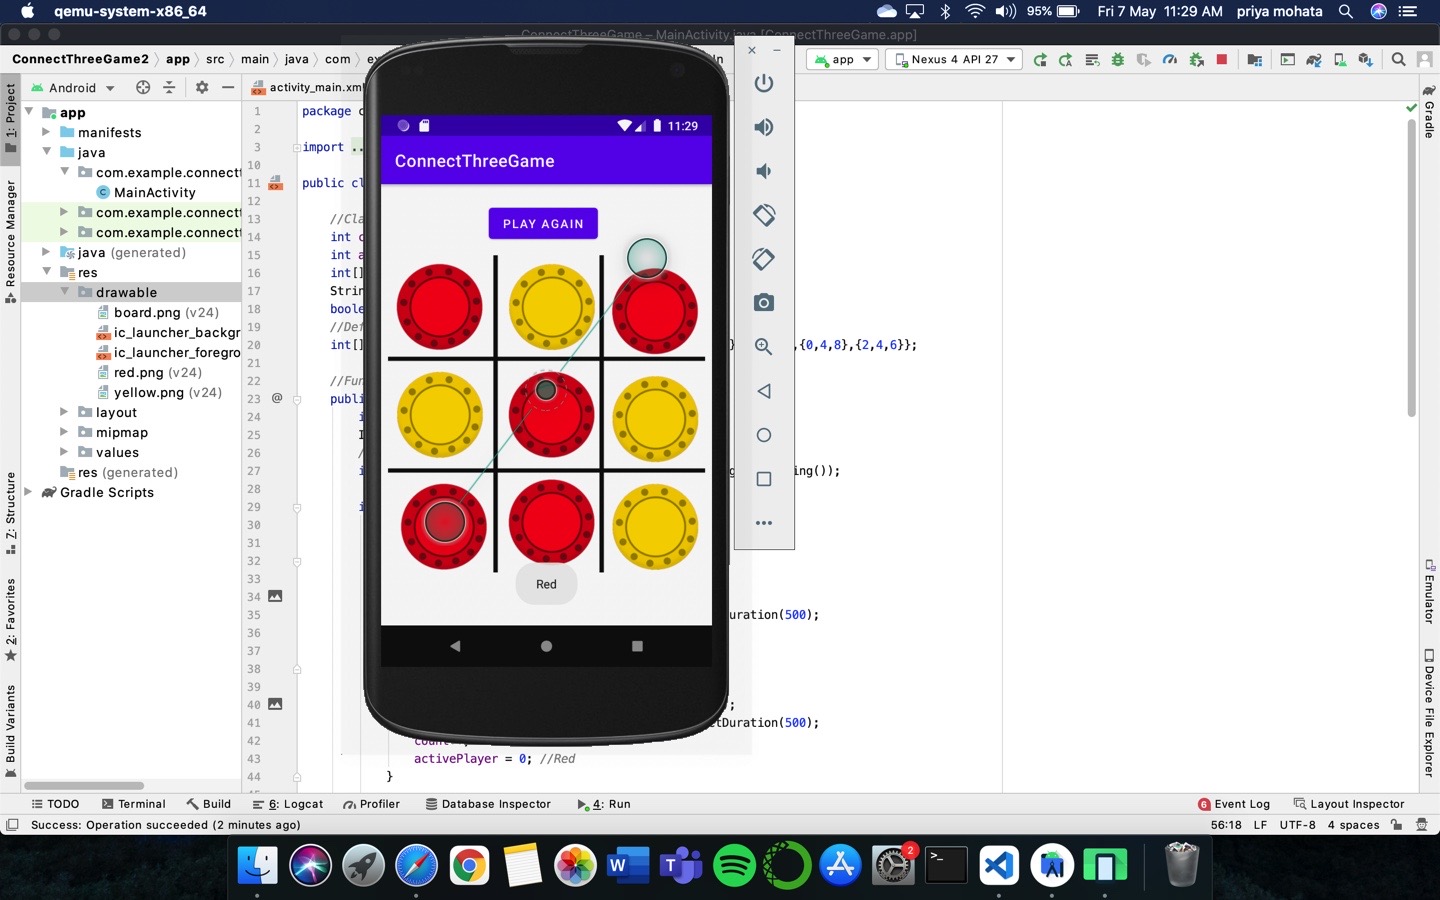 qemu-system-x86_64
95%
Fri 7 May 11:29 AM
priya mohata
ConnectThreeGame – MainActivity.java [ConnectThreeGame.app]
ConnectThreeGame2
app
src
main
java
com
app
Nexus 4 API 27
Android
activity_main.xml
1: Project
Resource Manager
Z: Structure
2: Favorites
Build Variants
app
manifests
java
com.example.connectt
MainActivity
com.example.connectt
com.example.connectt
java (generated)
res
drawable
board.png (v24)
ic_launcher_backgr
ic_launcher_foregro
red.png (v24)
yellow.png (v24)
layout
mipmap
values
res (generated)
Gradle Scripts
1 package
2
3 import ..
10
11 public cl
12
13 //Cla
14 int c
15 int a
16 int[]
17 Strin
18 boole
19 //Def
20 int[] ,{0,4,8},{2,4,6}};
21
22 //Fun
23 @ publi
24
25
26
27 ing());
28
29
30
31
32
33
34
35 uration(500);
36
37
38
39
40 ;
41 tDuration(500);
42 count
43 activePlayer = 0; //Red
44 }
11:29
ConnectThreeGame
PLAY AGAIN
Red
Gradle
Emulator
Device File Explorer
TODO
Terminal
Build
6: Logcat
Profiler
Database Inspector
4: Run
6 Event Log
Layout Inspector
Success: Operation succeeded (2 minutes ago)
56:18 LF UTF-8 4 spaces
W
T
2
>_
A